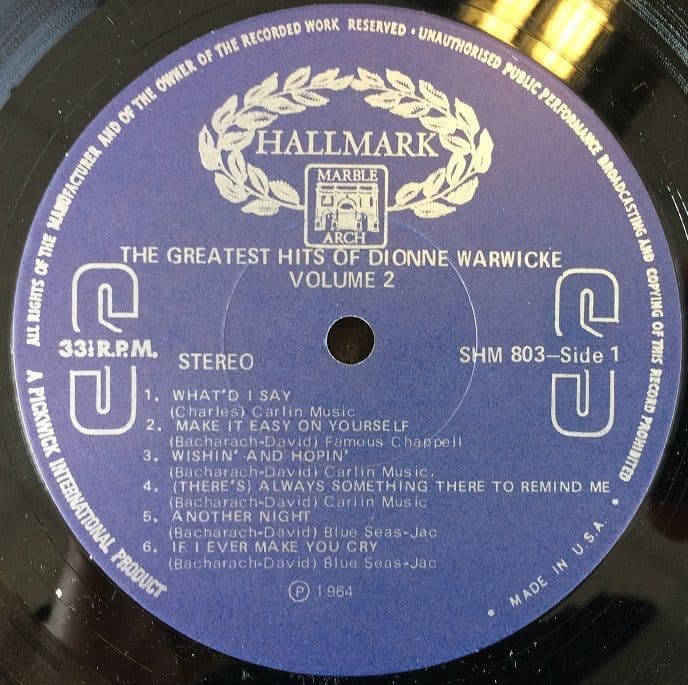 ALL RIGHTS OF THE MANUFACTURER AND OF THE OWNER OF THE RECORDED WORK RESERVED • UNAUTHORISED PUBLIC PERFORMANCE BROADCASTING AND COPYING OF THIS RECORD PROHIBITED
HALLMARK
MARBLE
ARCH
THE GREATEST HITS OF DIONNE WARWICKE
VOLUME 2
33⅓ R.P.M.
STEREO
SHM 803—Side 1
1. WHAT'D I SAY
(Charles) Carlin Music
2. MAKE IT EASY ON YOURSELF
(Bacharach-David) Famous Chappell
3. WISHIN' AND HOPIN'
(Bacharach-David) Carlin Music.
4. (THERE'S) ALWAYS SOMETHING THERE TO REMIND ME
(Bacharach-David) Carlin Music
5. ANOTHER NIGHT
(Bacharach-David) Blue Seas-Jac
6. IF I EVER MAKE YOU CRY
(Bacharach-David) Blue Seas-Jac
Ⓟ 1964
A PICKWICK INTERNATIONAL PRODUCT
• MADE IN U.S.A. •